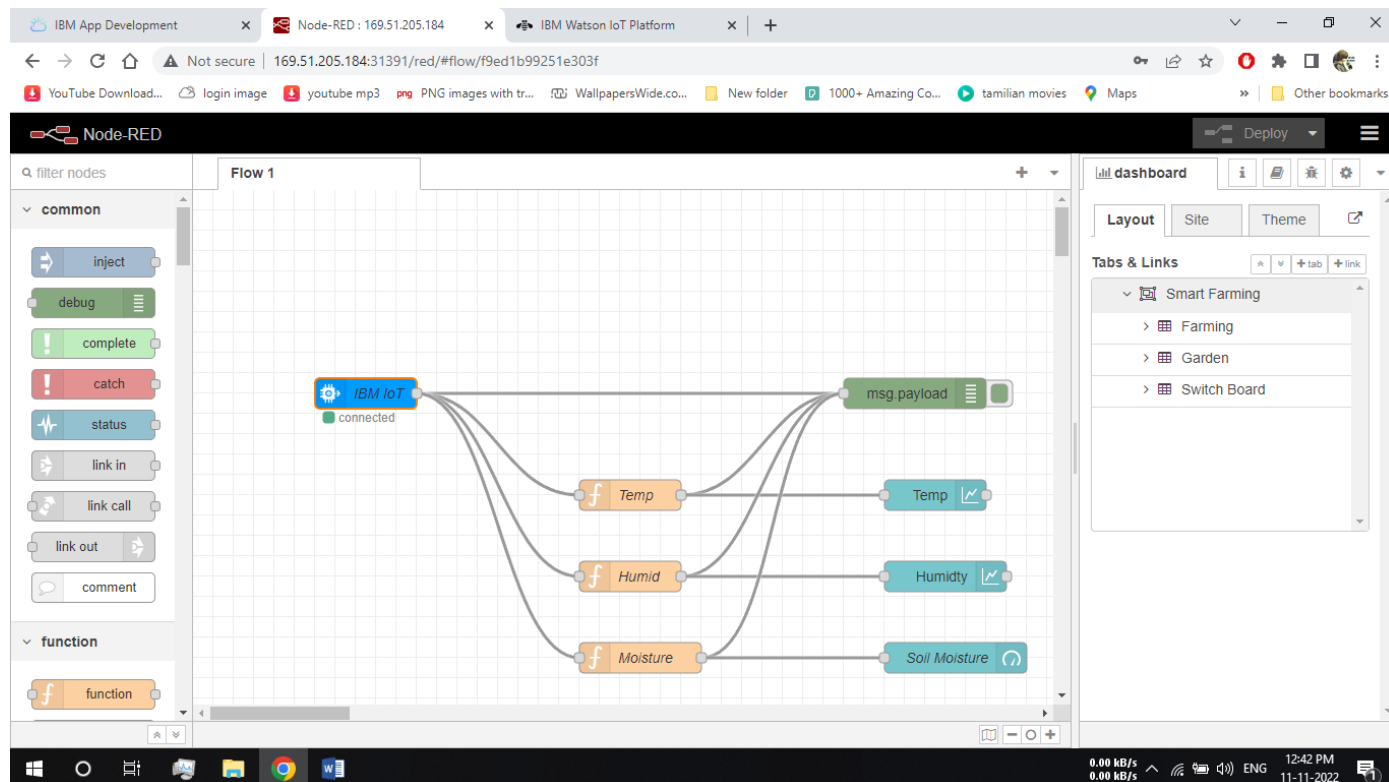 IBM App Development
Node-RED : 169.51.205.184
IBM Watson IoT Platform
Not secure
169.51.205.184:31391/red/#flow/f9ed1b99251e303f
YouTube Download...
login image
youtube mp3
png PNG images with tr...
WallpapersWide.co...
New folder
1000+ Amazing Co...
tamilian movies
Maps
»
Other bookmarks
Node-RED
Deploy
filter nodes
Flow 1
dashboard
common
Layout
Site
Theme
Tabs & Links
+ tab
+ link
inject
debug
complete
catch
status
link in
link call
link out
comment
function
function
IBM IoT
connected
msg.payload
Temp
Temp
Humid
Humidty
Moisture
Soil Moisture
Smart Farming
Farming
Garden
Switch Board
0.00 kB/s
0.00 kB/s
ENG
12:42 PM
11-11-2022
1